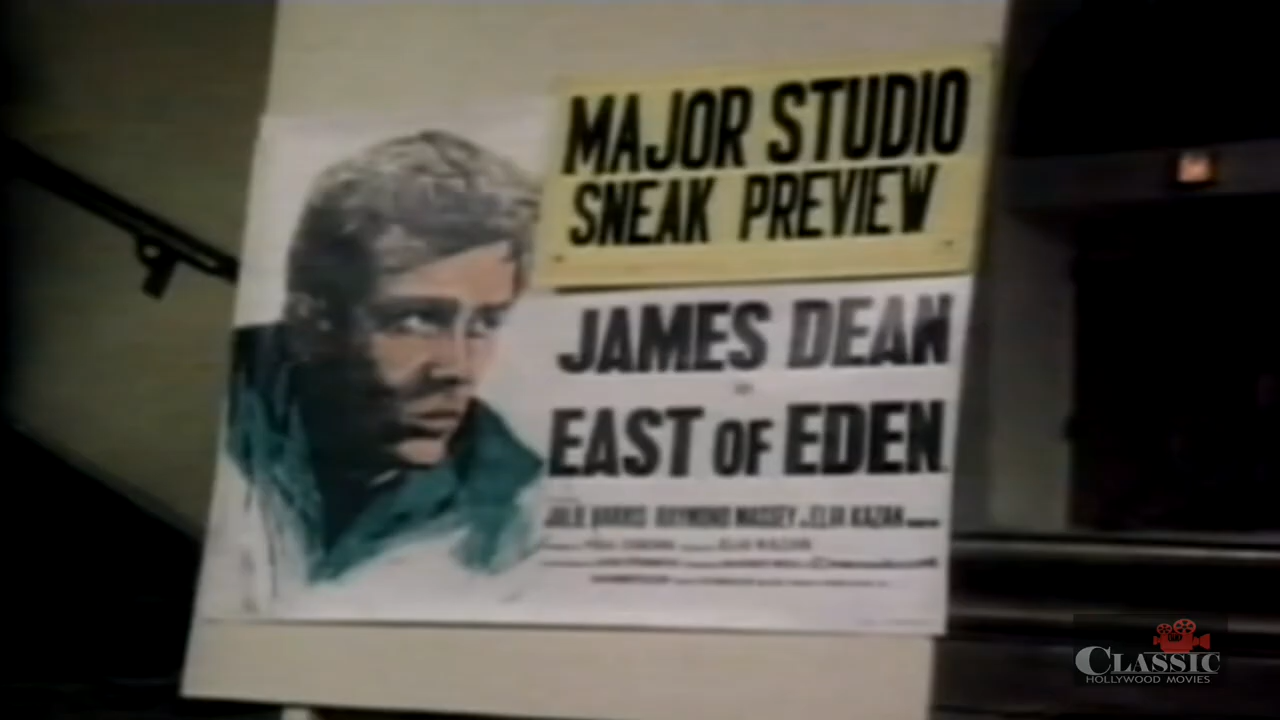 MAJOR STUDIO
SNEAK PREVIEW
JAMES DEAN
EAST OF EDEN
JULIE HARRIS RAYMOND MASSEY ELIA KAZAN
CLASSIC
HOLLYWOOD MOVIES